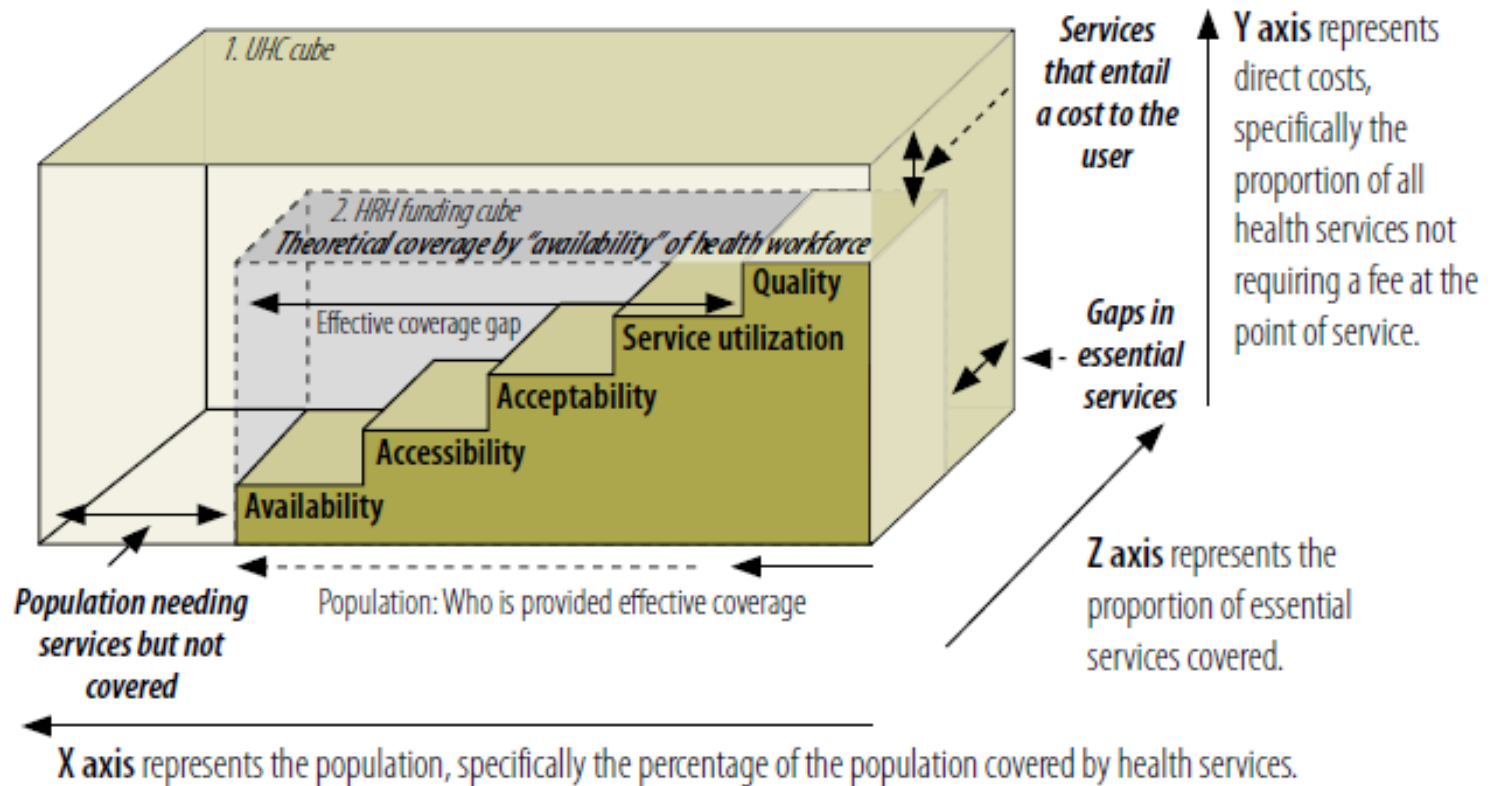 1. UHC cube
2. HRH funding cube
Theoretical coverage by “availability” of health workforce
Effective coverage gap
Quality
Service utilization
Acceptability
Accessibility
Availability
Services
that entail
a cost to the
user
Y axis represents
direct costs,
specifically the
proportion of all
health services not
requiring a fee at the
point of service.
Gaps in
essential
services
Z axis represents the
proportion of essential
services covered.
Population needing
services but not
covered
Population: Who is provided effective coverage
X axis represents the population, specifically the percentage of the population covered by health services.